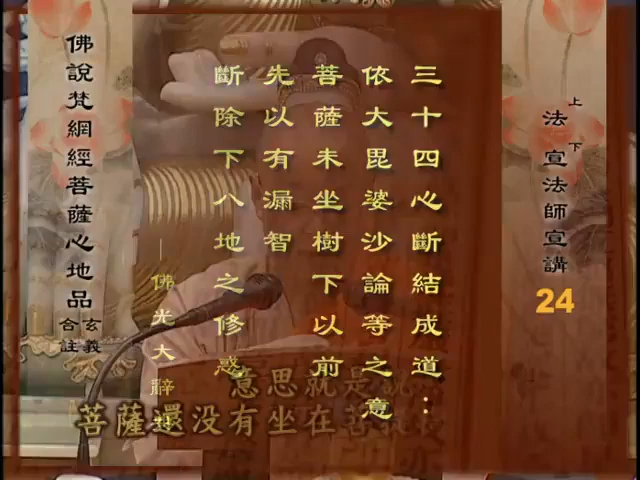 上 下
法宣法師宣講
24
三十四心斷結成道：
依大毘婆沙論等之意
菩薩未坐樹下以前
先以有漏智
斷除下八地之修惑
佛光大辭
佛說梵網經菩薩心地品
玄義
合註
意思就是說
菩薩還没有坐在菩提